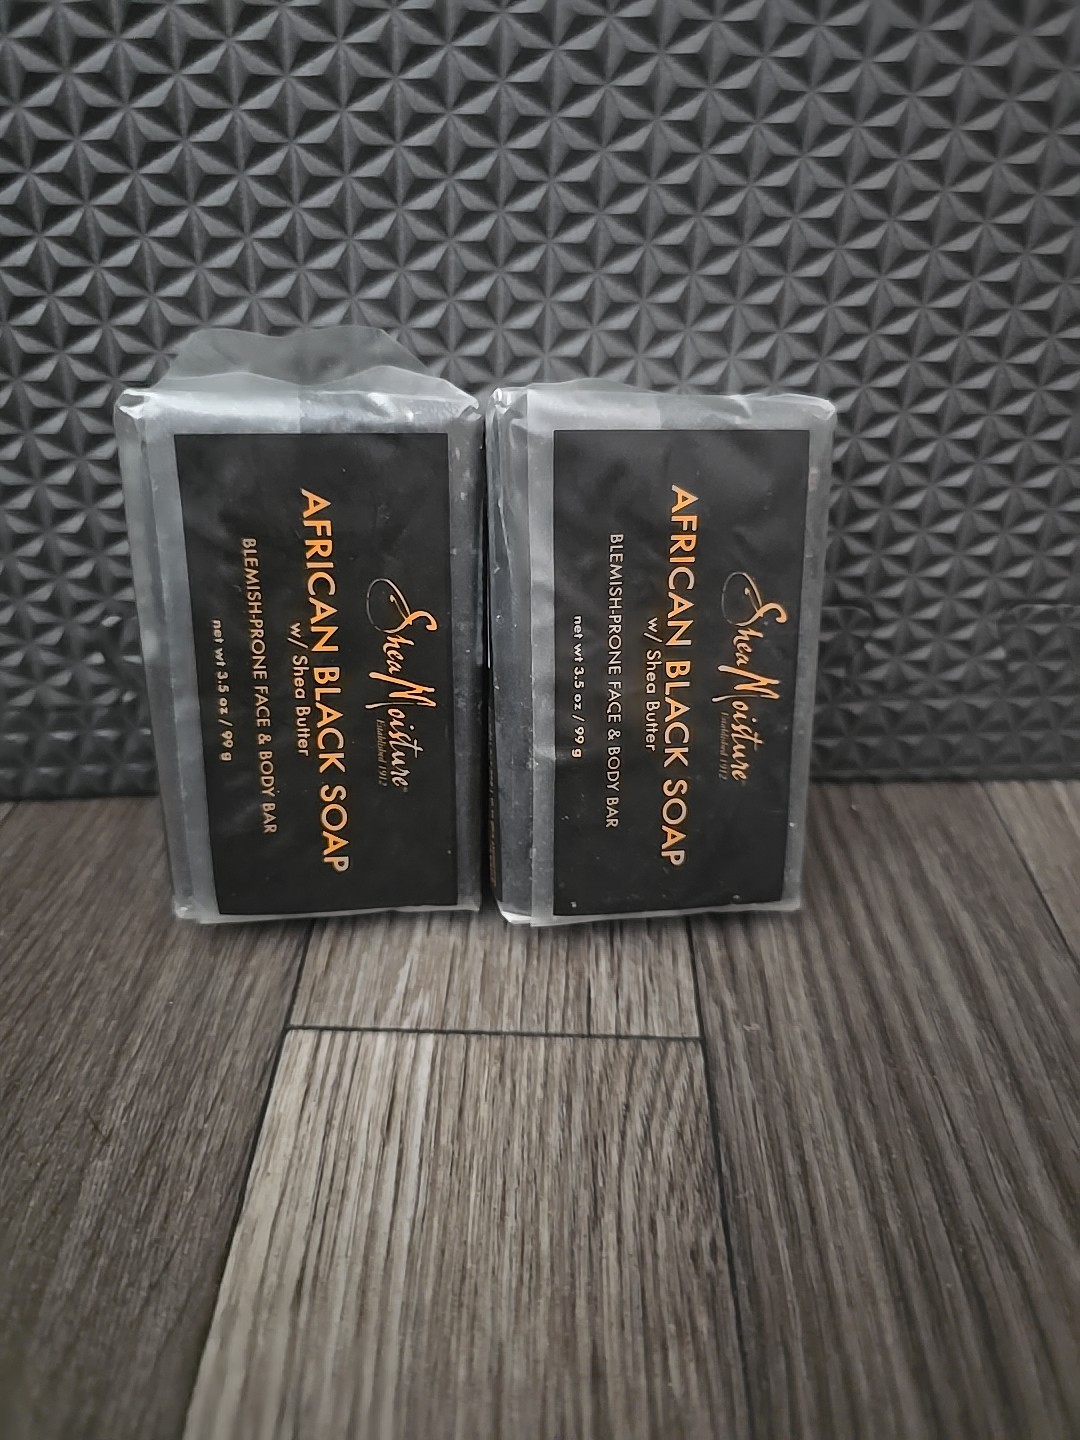 SheaMoisture
Established 1912
AFRICAN BLACK SOAP
w/ Shea Butter
BLEMISH-PRONE FACE & BODY BAR
net wt 3.5 oz / 99 g
SheaMoisture
Established 1912
AFRICAN BLACK SOAP
w/ Shea Butter
BLEMISH-PRONE FACE & BODY BAR
net wt 3.5 oz / 99 g